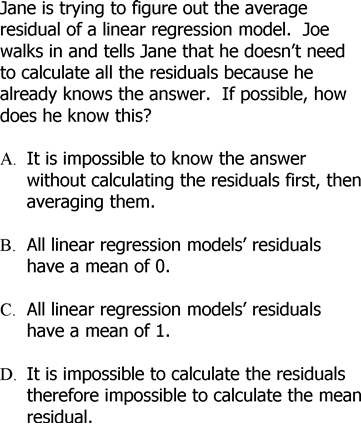 Jane is trying to figure out the average
residual of a linear regression model.  Joe
walks in and tells Jane that he doesn't need
to calculate all the residuals because he
already knows the answer.  If possible, how
does he know this?
A. It is impossible to know the answer
without calculating the residuals first, then
averaging them.
B. All linear regression models' residuals
have a mean of 0.
C. All linear regression models' residuals
have a mean of 1.
D. It is impossible to calculate the residuals
therefore impossible to calculate the mean
residual.